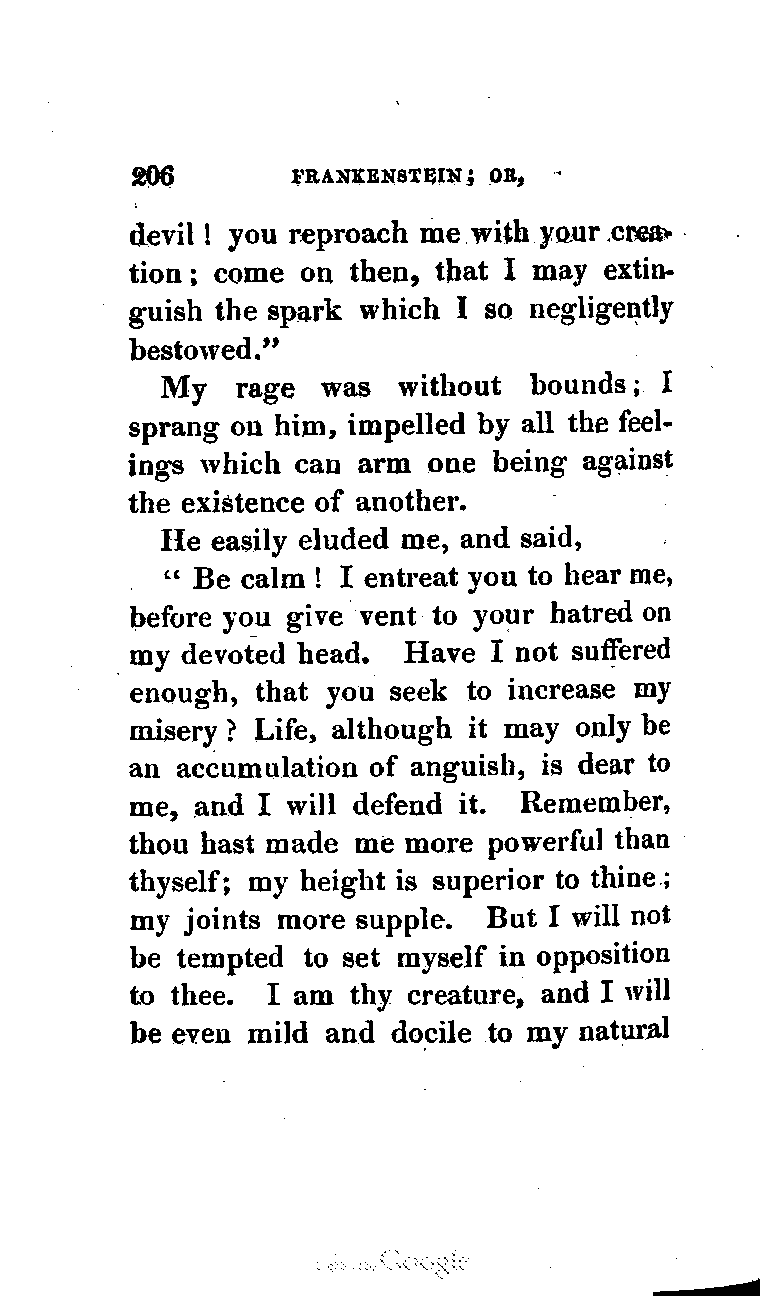 206 FRANKENSTEIN; OR,
devil! you reproach me with your crea-
tion; come on then, that I may extin-
guish the spark which I so negligently
bestowed."
My rage was without bounds; I
sprang on him, impelled by all the feel-
ings which can arm one being against
the existence of another.
He easily eluded me, and said,
" Be calm! I entreat you to hear me,
before you give vent to your hatred on
my devoted head. Have I not suffered
enough, that you seek to increase my
misery? Life, although it may only be
an accumulation of anguish, is dear to
me, and I will defend it. Remember,
thou hast made me more powerful than
thyself; my height is superior to thine;
my joints more supple. But I will not
be tempted to set myself in opposition
to thee. I am thy creature, and I will
be even mild and docile to my natural
Google